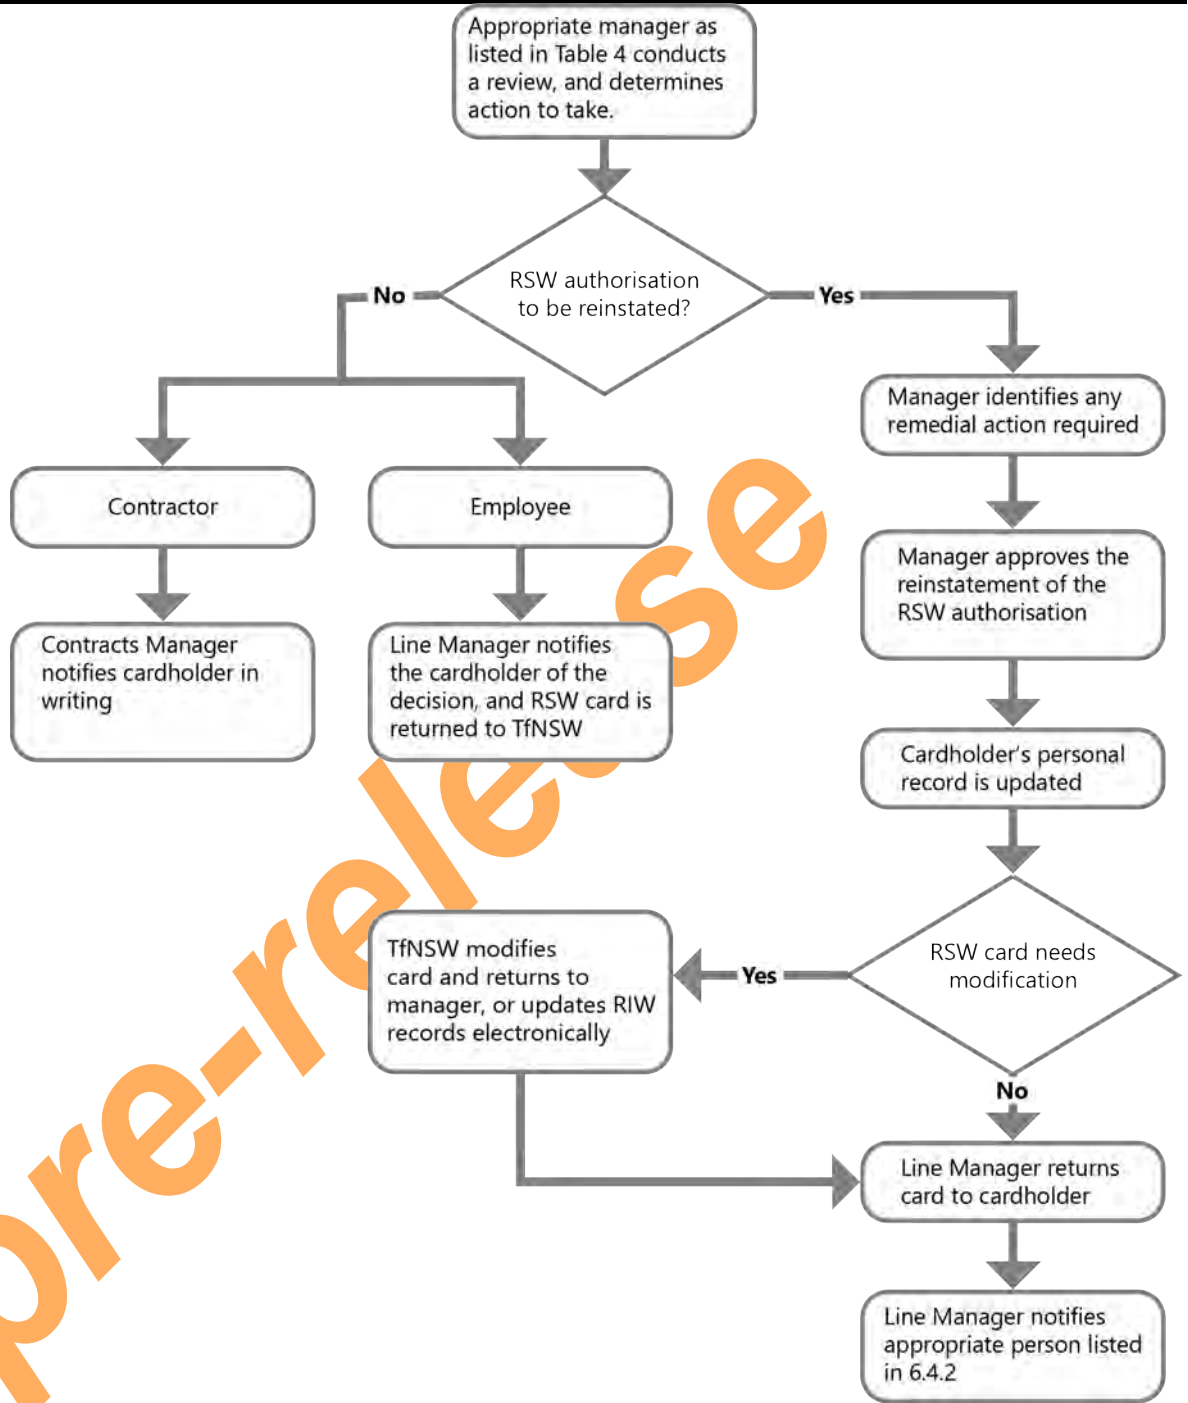 Appropriate manager as
listed in Table 4 conducts
a review, and determines
action to take.
RSW authorisation
to be reinstated?
No
Yes
Manager identifies any
remedial action required
Contractor
Employee
Manager approves the
reinstatement of the
RSW authorisation
Contracts Manager
notifies cardholder in
writing
Line Manager notifies
the cardholder of the
decision, and RSW card is
returned to TfNSW
Cardholder's personal
record is updated
RSW card needs
modification
Yes
TfNSW modifies
card and returns to
manager, or updates RIW
records electronically
No
Line Manager returns
card to cardholder
Line Manager notifies
appropriate person listed
in 6.4.2
pre-release